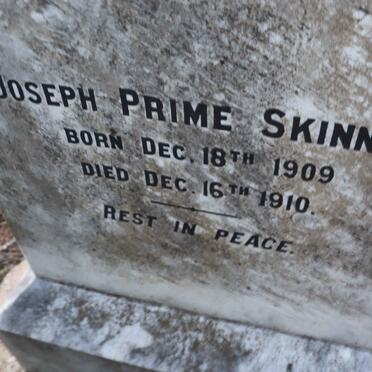 JOSEPH PRIME SKINN
BORN DEC. 18TH 1909
DIED DEC. 16TH 1910.
REST IN PEACE.